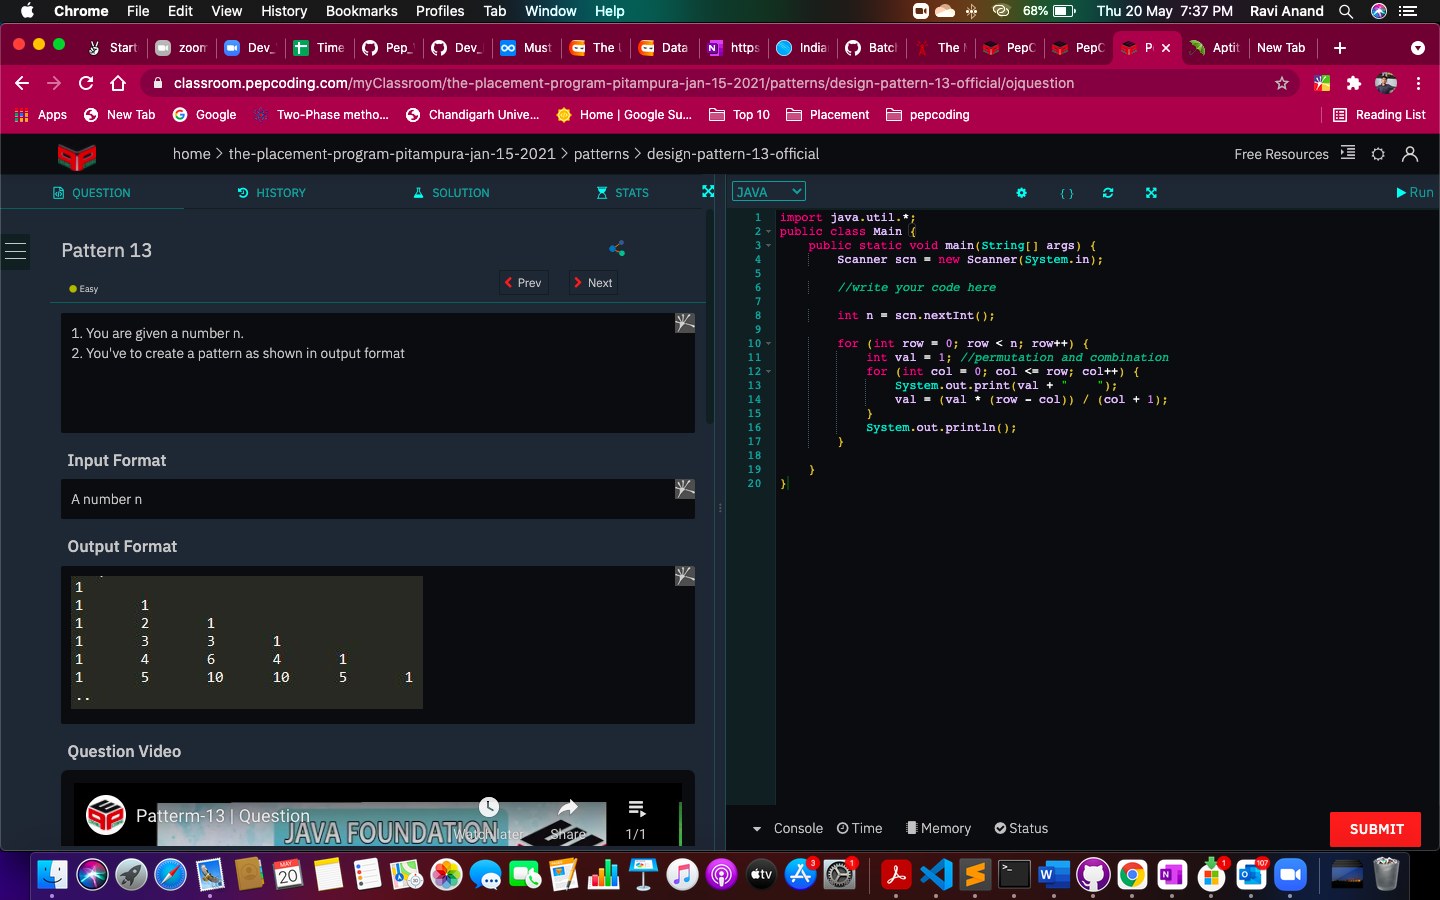 Chrome File Edit View History Bookmarks Profiles Tab Window Help 68% Thu 20 May 7:37 PM Ravi Anand
Start zoom Dev_ Time Pep_ Dev_ Must The Data https India Batch The PepC PepC P Aptit New Tab
classroom.pepcoding.com/myClassroom/the-placement-program-pitampura-jan-15-2021/patterns/design-pattern-13-official/ojquestion
Apps New Tab Google Two-Phase metho... Chandigarh Unive... Home | Google Su... Top 10 Placement pepcoding Reading List
home > the-placement-program-pitampura-jan-15-2021 > patterns > design-pattern-13-official Free Resources
QUESTION HISTORY SOLUTION STATS
Pattern 13
Prev Next
Easy
1. You are given a number n.
2. You've to create a pattern as shown in output format
Input Format
A number n
Output Format
1
1 1
1 2 1
1 3 3 1
1 4 6 4 1
1 5 10 10 5 1
..
Question Video
Patterm-13 | Question
JAVA FOUNDATION
Watch later Share 1/1
JAVA { } Run
1 import java.util.*;
2 public class Main {
3 public static void main(String[] args) {
4 Scanner scn = new Scanner(System.in);
5
6 //write your code here
7
8 int n = scn.nextInt();
9
10 for (int row = 0; row < n; row++) {
11 int val = 1; //permutation and combination
12 for (int col = 0; col <= row; col++) {
13 System.out.print(val + "    ");
14 val = (val * (row - col)) / (col + 1);
15 }
16 System.out.println();
17 }
18
19 }
20 }
Console Time Memory Status SUBMIT
MAY 20 tv 3 1 W N 1 107